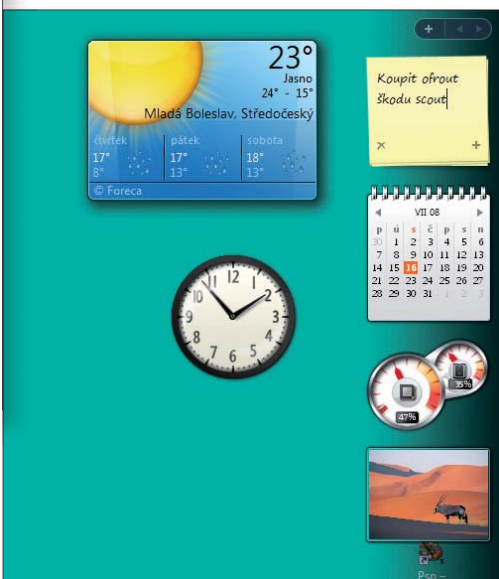 23°
Jasno
24° - 15°
Mladá Boleslav, Středočeský
čtvrtek pátek sobota
17° 17° 18°
8° 13° 13°
© Foreca
Koupit ofrout
škodu scout
VII 08
p ú s č p s n
30 1 2 3 4 5 6
7 8 9 10 11 12 13
14 15 16 17 18 19 20
21 22 23 24 25 26 27
28 29 30 31 1 2 3
10 11 12 1 2 3 4 5 6 7 8 9
47%
35%
Psp –